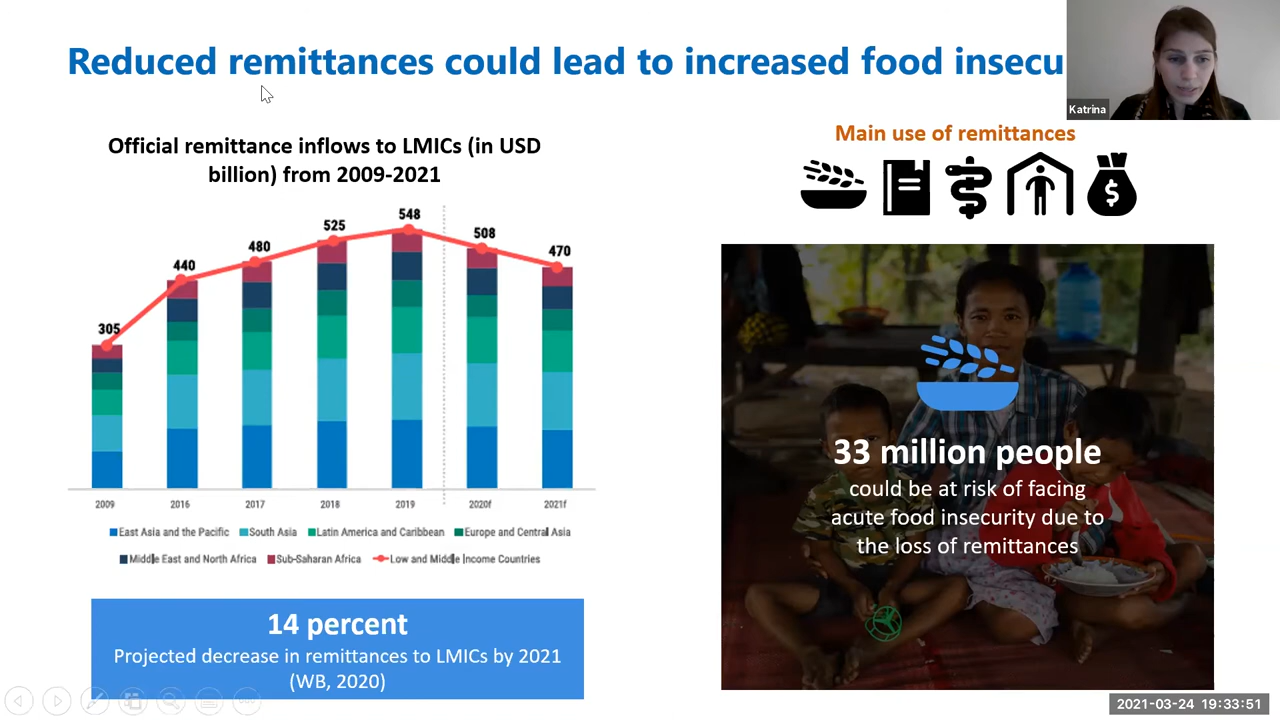 Reduced remittances could lead to increased food insecu
Katrina
Official remittance inflows to LMICs (in USD
billion) from 2009-2021
305
440
480
525
548
508
470
2009
2016
2017
2018
2019
2020f
2021f
East Asia and the Pacific South Asia Latin America and Caribbean Europe and Central Asia
Middle East and North Africa Sub-Saharan Africa Low and Middle Income Countries
14 percent
Projected decrease in remittances to LMICs by 2021
(WB, 2020)
Main use of remittances
$
33 million people
could be at risk of facing
acute food insecurity due to
the loss of remittances
2021-03-24 19:33:51